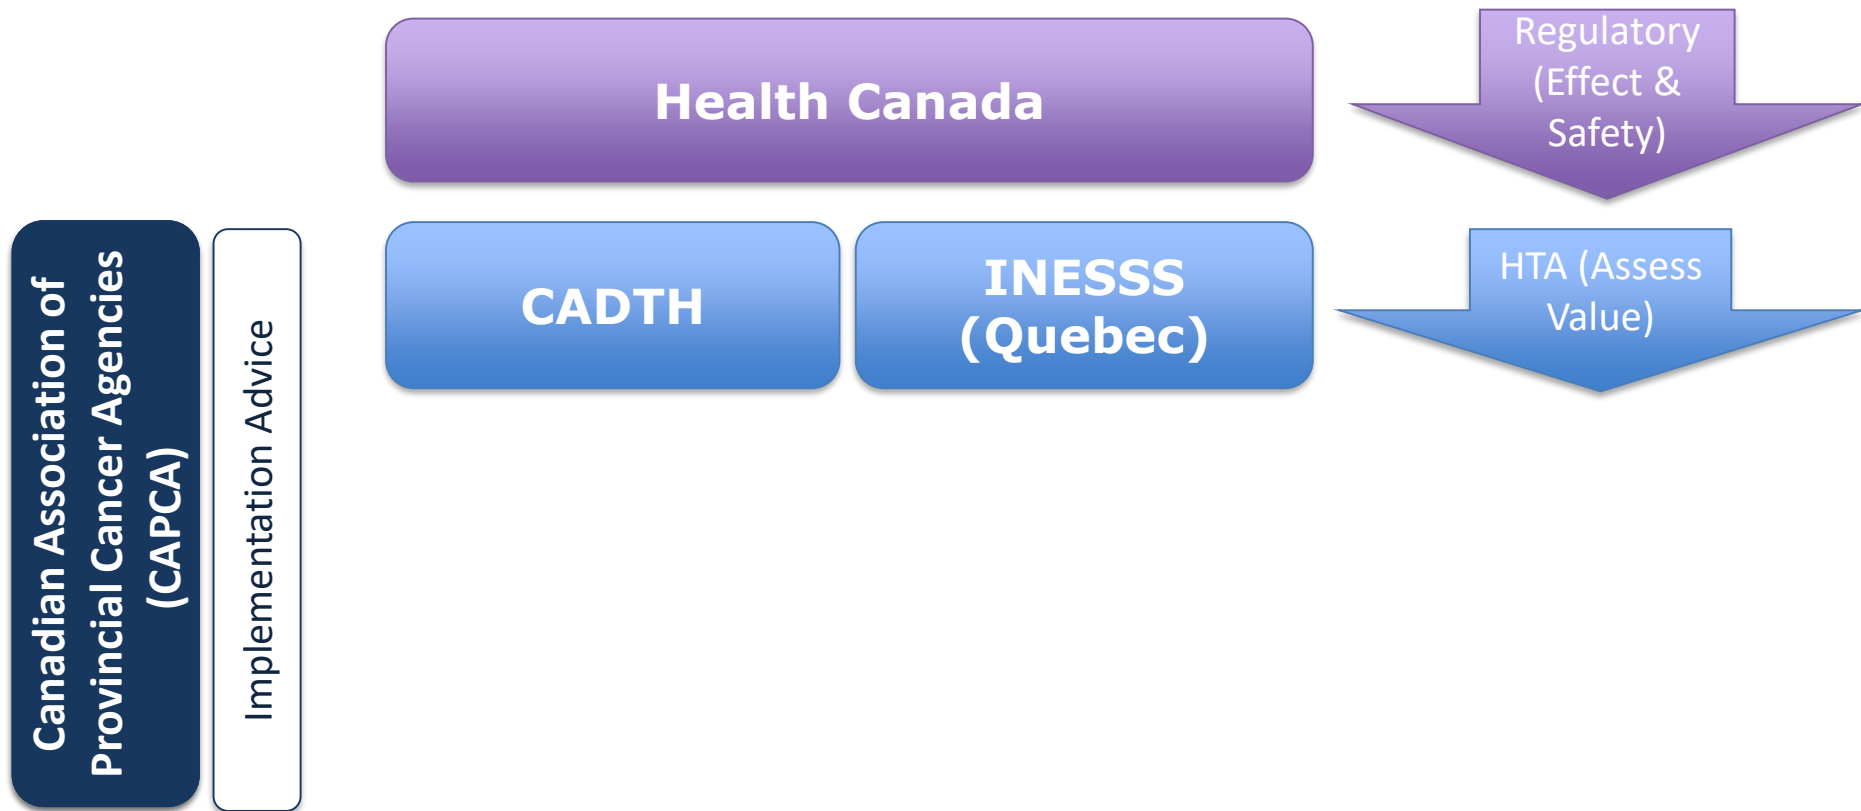 Health Canada
Regulatory
(Effect &
Safety)
CADTH
INESSS
(Quebec)
HTA (Assess
Value)
Canadian Association of
Provincial Cancer Agencies
(CAPCA)
Implementation Advice